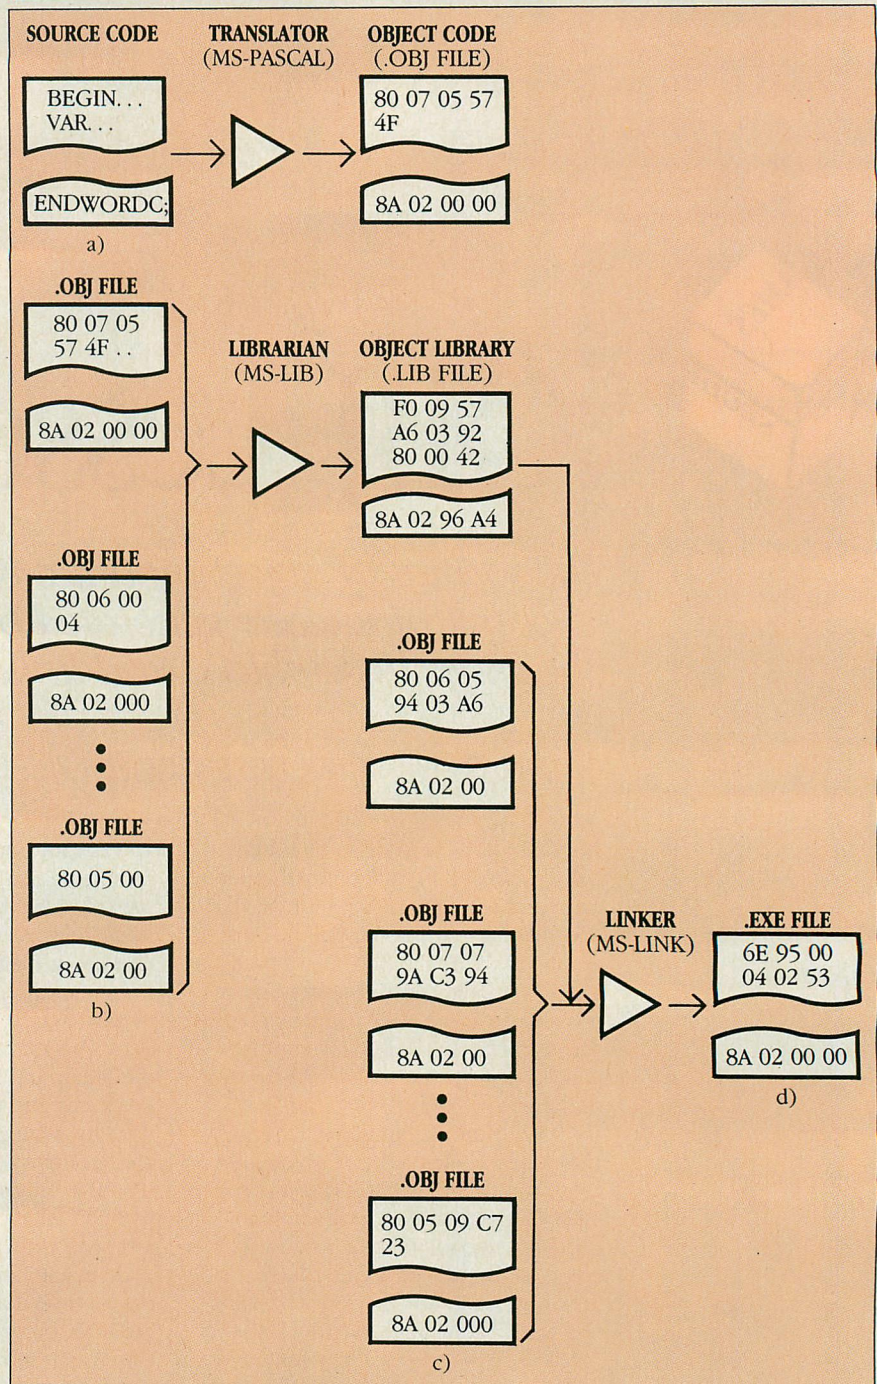 SOURCE CODE
TRANSLATOR
(MS-PASCAL)
OBJECT CODE
(.OBJ FILE)
BEGIN. . .
VAR. . .
80 07 05 57
4F
ENDWORDC;
8A 02 00 00
a)
.OBJ FILE
80 07 05
57 4F . .
8A 02 00 00
LIBRARIAN
(MS-LIB)
OBJECT LIBRARY
(.LIB FILE)
F0 09 57
A6 03 92
80 00 42
8A 02 96 A4
.OBJ FILE
80 06 00
04
8A 02 000
.OBJ FILE
80 05 00
8A 02 00
b)
.OBJ FILE
80 06 05
94 03 A6
8A 02 00
.OBJ FILE
80 07 07
9A C3 94
8A 02 00
.OBJ FILE
80 05 09 C7
23
8A 02 000
c)
LINKER
(MS-LINK)
.EXE FILE
6E 95 00
04 02 53
8A 02 00 00
d)